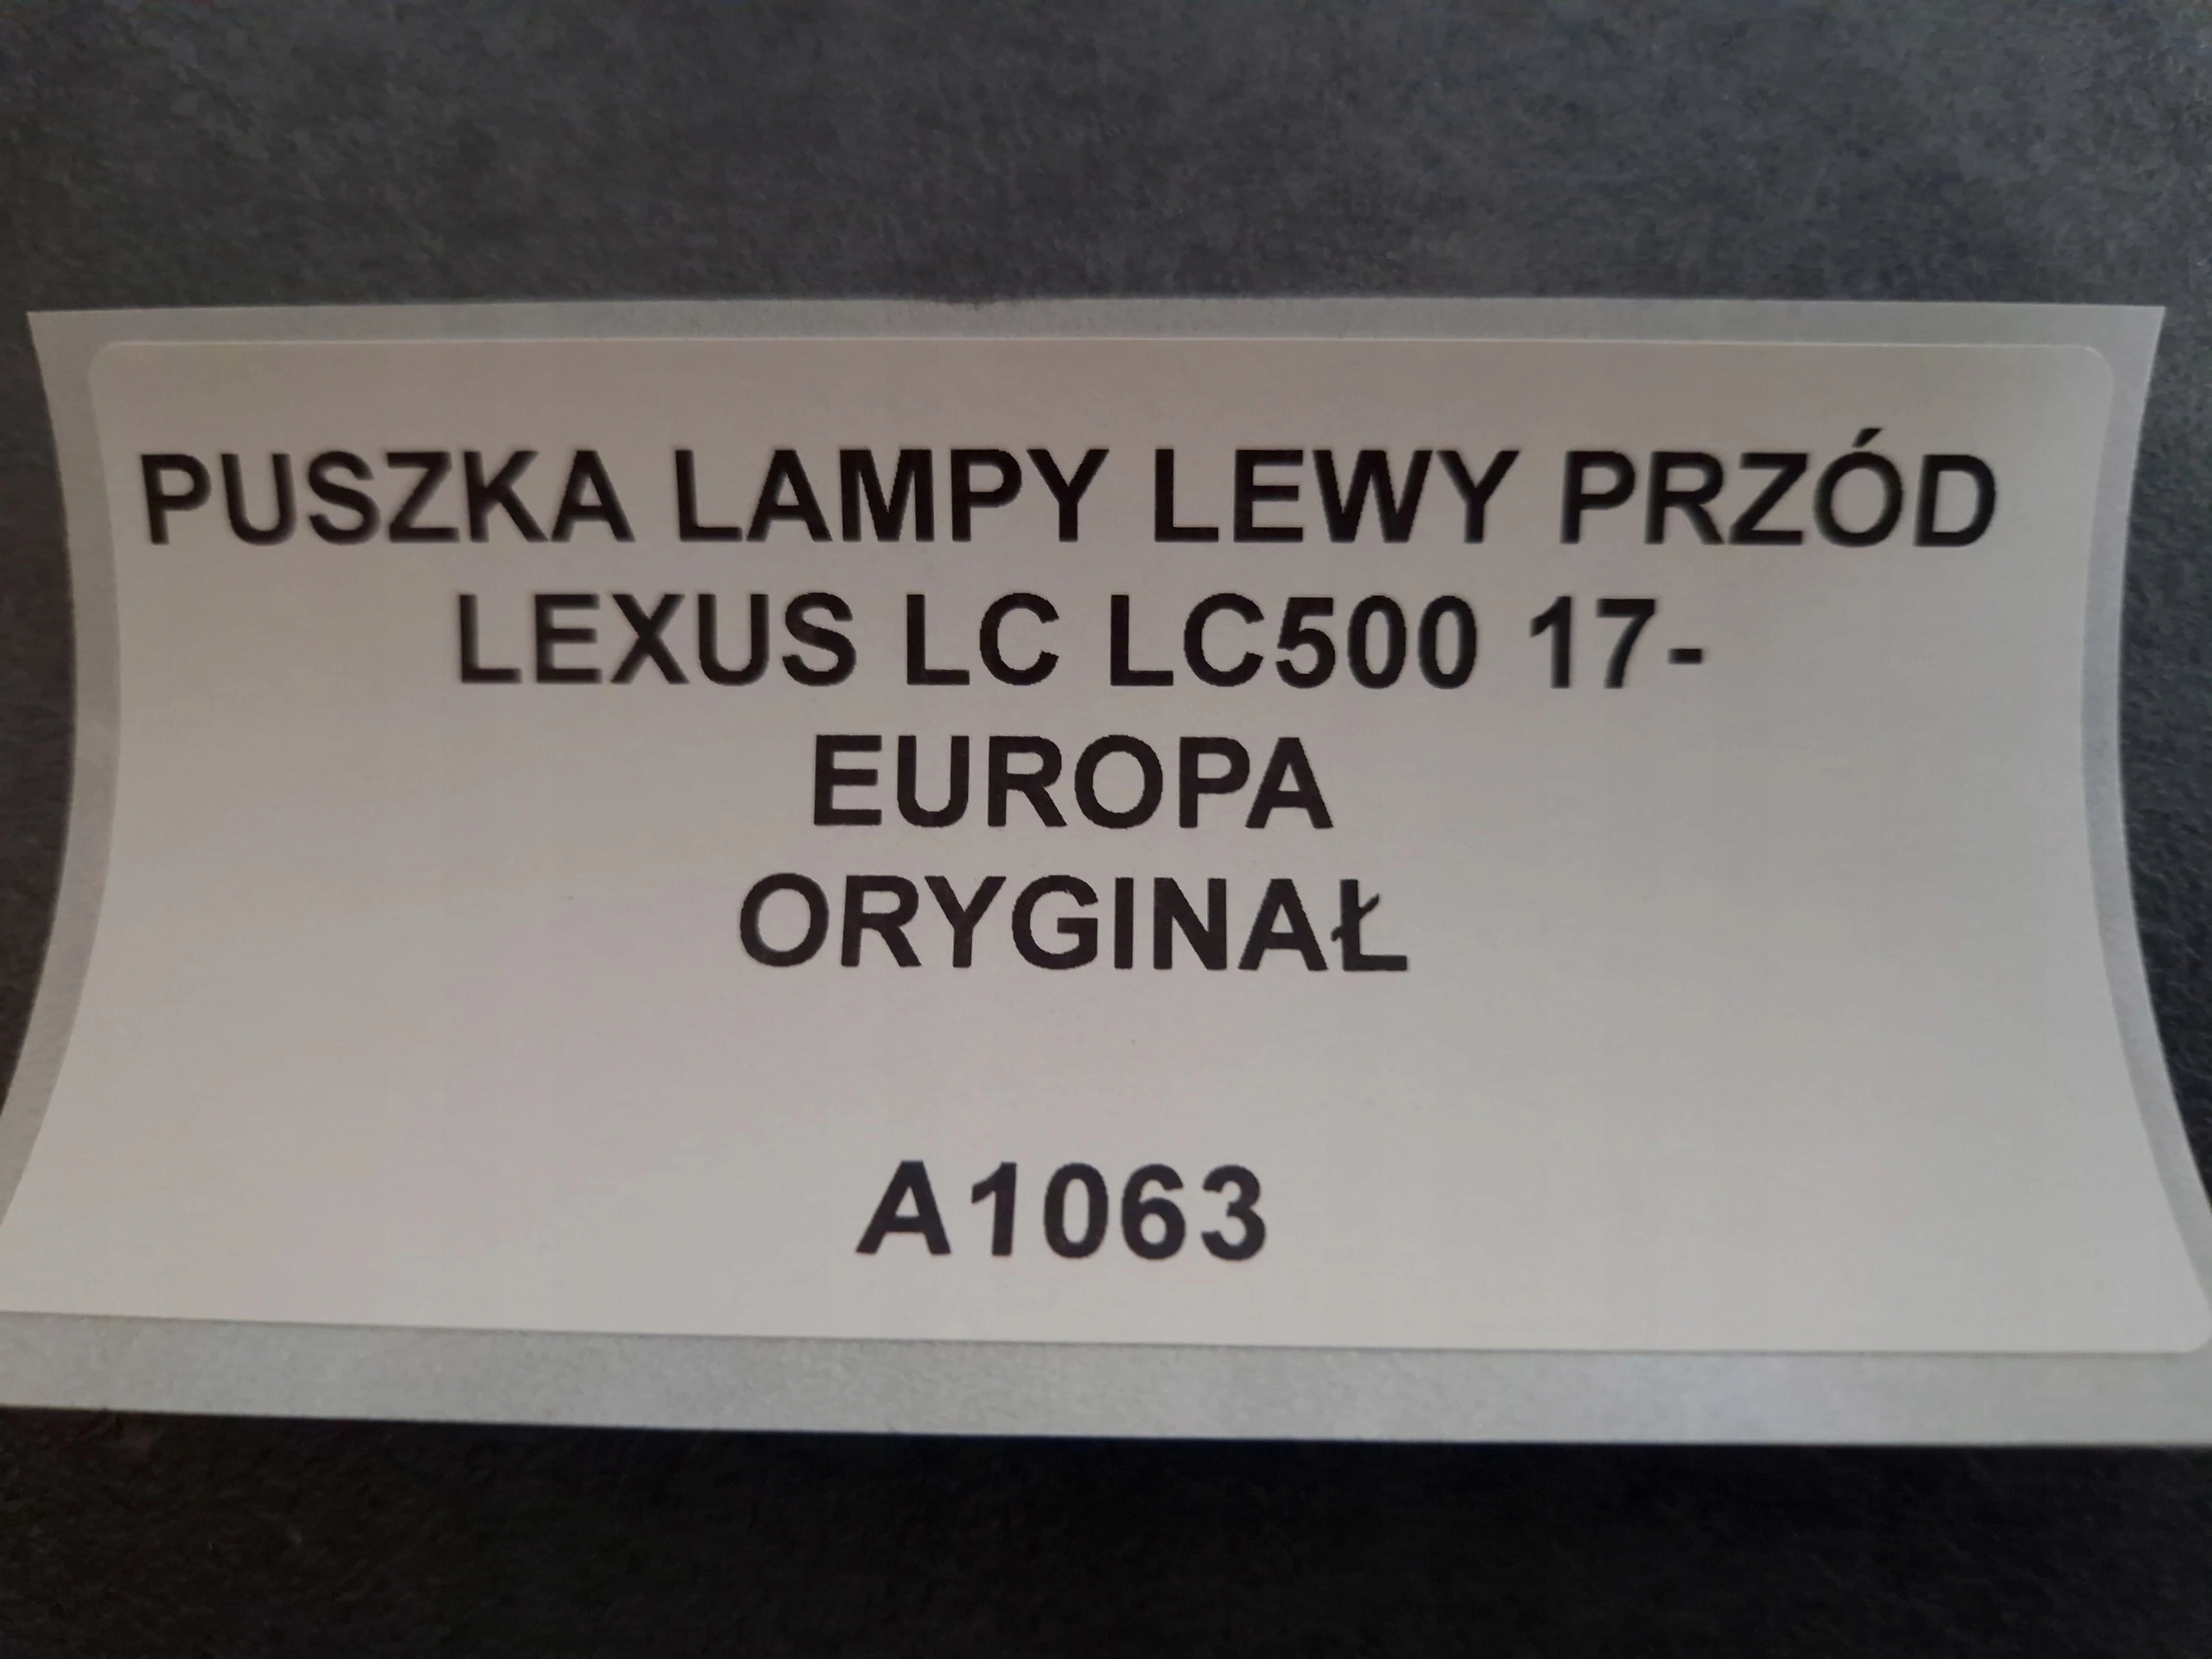 PUSZKA LAMPY LEWY PRZÓD
LEXUS LC LC500 17-
EUROPA
ORYGINAŁ
A1063